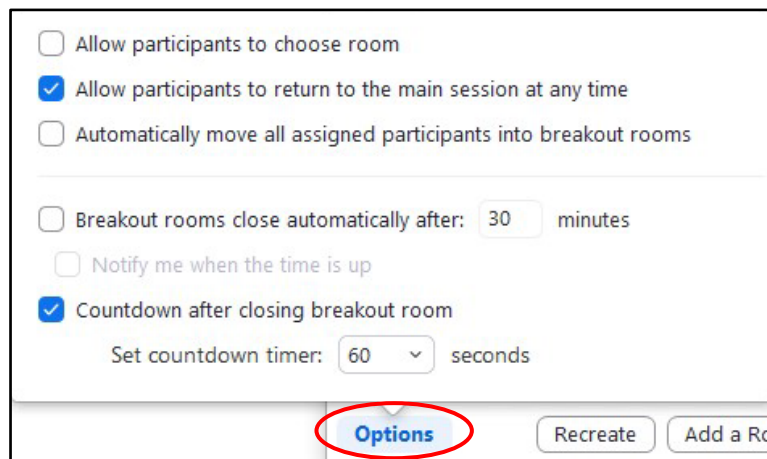 Allow participants to choose room
Allow participants to return to the main session at any time
Automatically move all assigned participants into breakout rooms
Breakout rooms close automatically after: 30 minutes
Notify me when the time is up
Countdown after closing breakout room
Set countdown timer: 60 seconds
Options Recreate Add a Ro